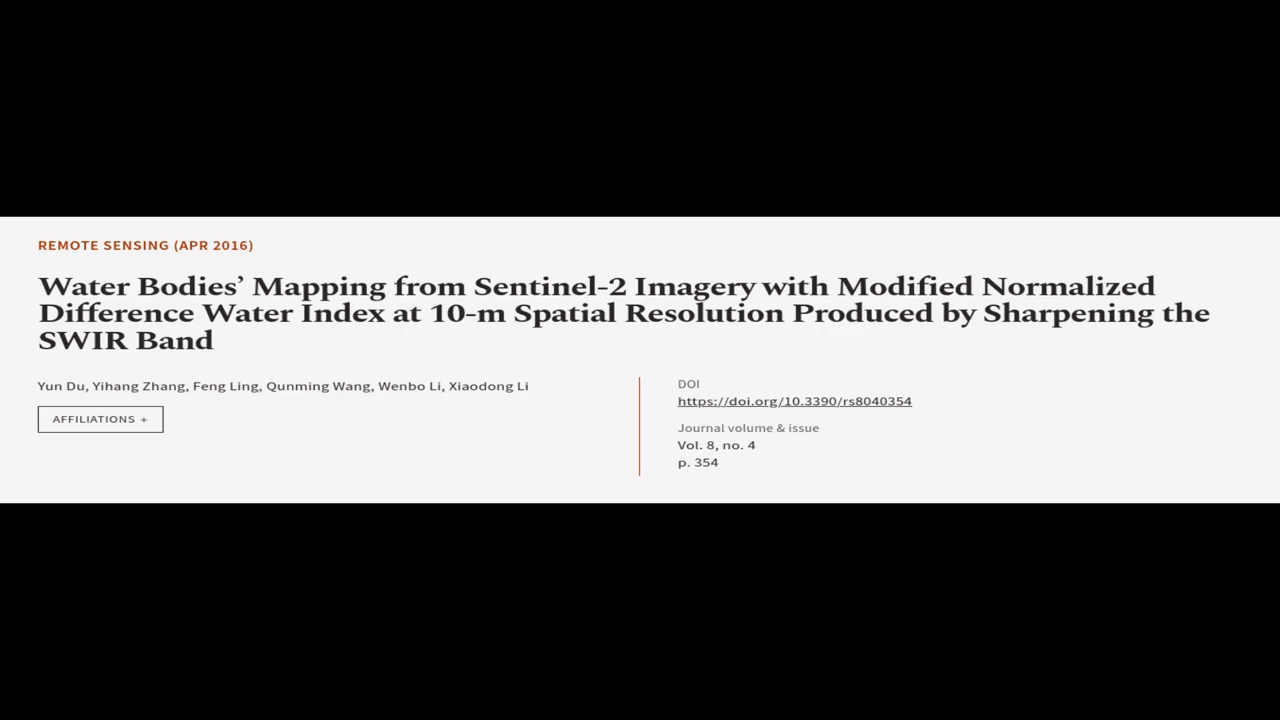 REMOTE SENSING (APR 2016)
Water Bodies’ Mapping from Sentinel-2 Imagery with Modified Normalized
Difference Water Index at 10-m Spatial Resolution Produced by Sharpening the
SWIR Band
Yun Du, Yihang Zhang, Feng Ling, Qunming Wang, Wenbo Li, Xiaodong Li
AFFILIATIONS +
DOI
https://doi.org/10.3390/rs8040354
Journal volume & issue
Vol. 8, no. 4
p. 354